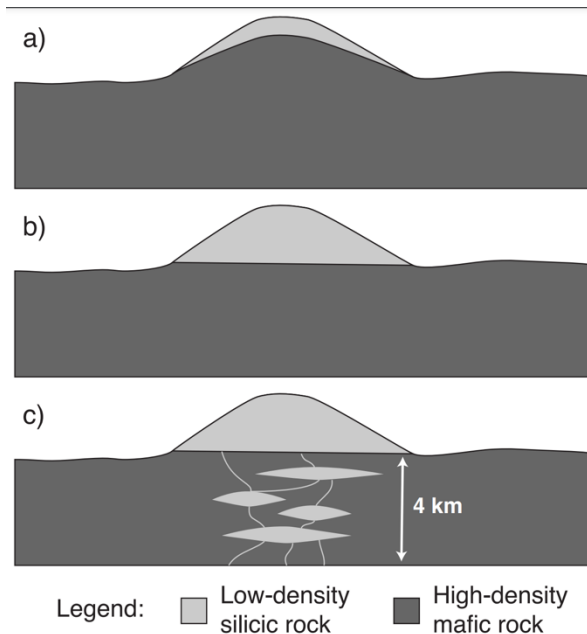 a)
b)
c)
4 km
Legend:
Low-density
silicic rock
High-density
mafic rock